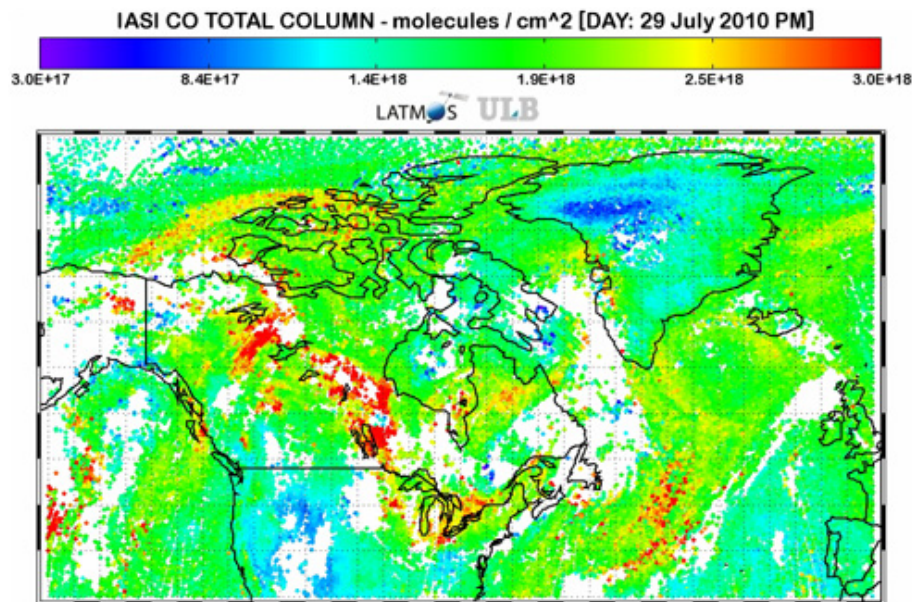 IASI CO TOTAL COLUMN - molecules / cm^2 [DAY: 29 July 2010 PM]
3.0E+17 8.4E+17 1.4E+18 1.9E+18 2.5E+18 3.0E+18
LATMOS ULB